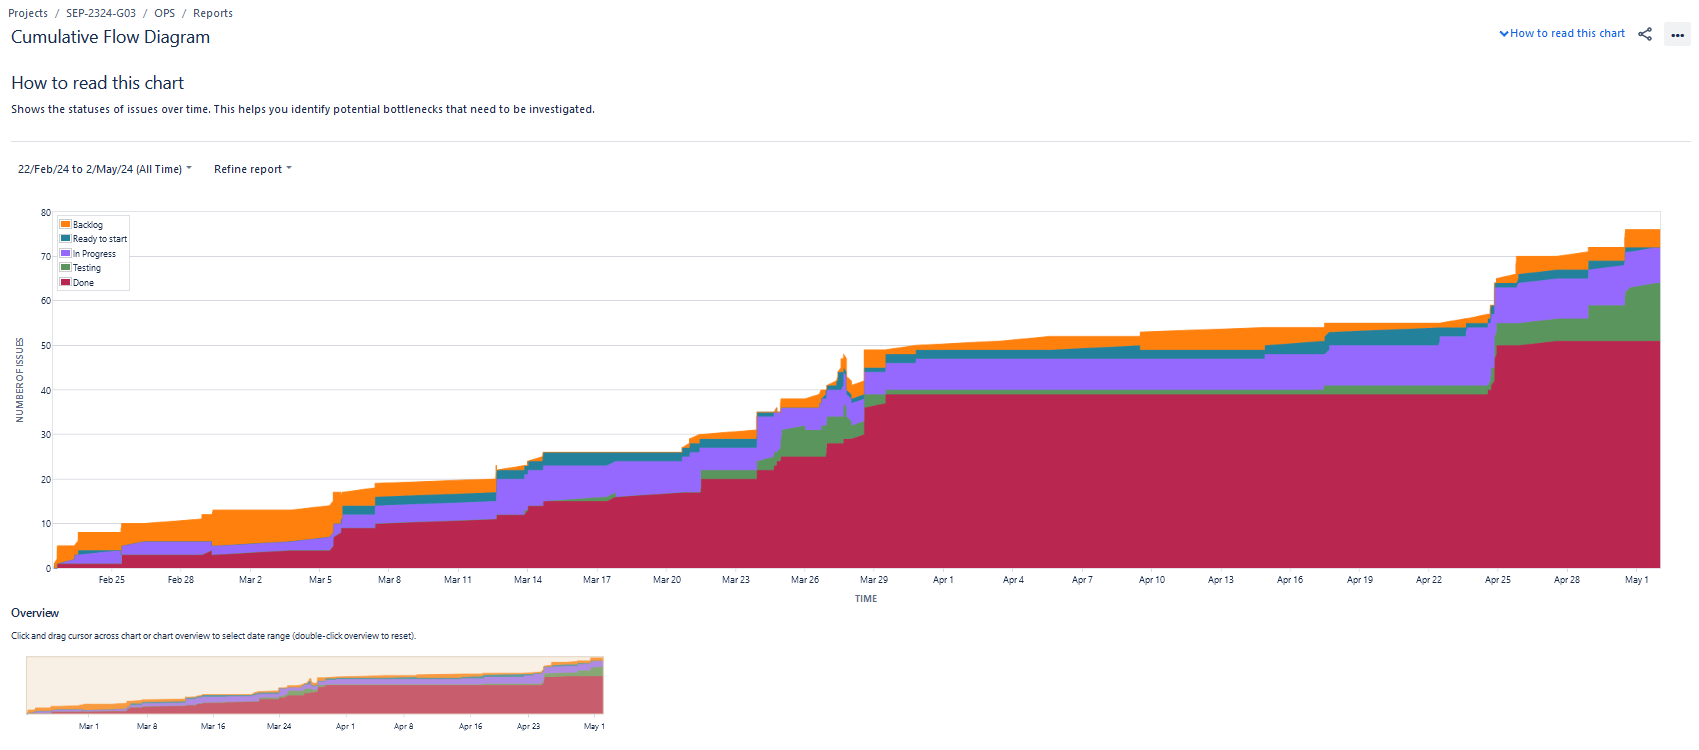 Projects / SEP-2324-G03 / OPS / Reports
Cumulative Flow Diagram
How to read this chart
How to read this chart
Shows the statuses of issues over time. This helps you identify potential bottlenecks that need to be investigated.
22/Feb/24 to 2/May/24 (All Time)
Refine report
80
70
60
50
40
30
20
10
0
NUMBER OF ISSUES
Backlog
Ready to start
In Progress
Testing
Done
Feb 25 Feb 28 Mar 2 Mar 5 Mar 8 Mar 11 Mar 14 Mar 17 Mar 20 Mar 23 Mar 26 Mar 29 Apr 1 Apr 4 Apr 7 Apr 10 Apr 13 Apr 16 Apr 19 Apr 22 Apr 25 Apr 28 May 1
TIME
Overview
Click and drag cursor across chart or chart overview to select date range (double-click overview to reset).
Mar 1 Mar 8 Mar 16 Mar 24 Apr 1 Apr 8 Apr 16 Apr 23 May 1